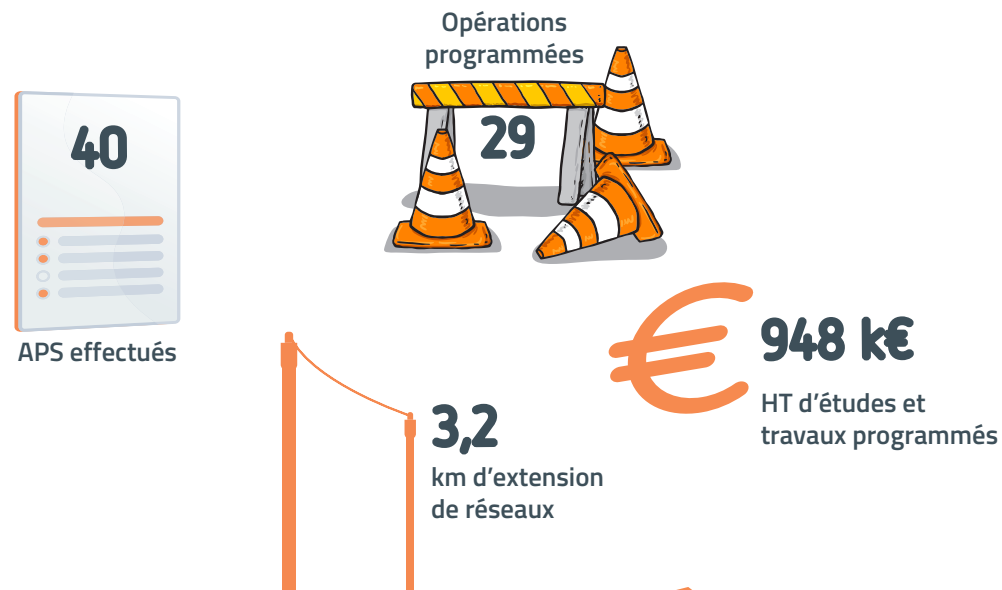 Opérations
programmées
29
40
APS effectués
948 k€
HT d’études et
travaux programmés
3,2
km d’extension
de réseaux